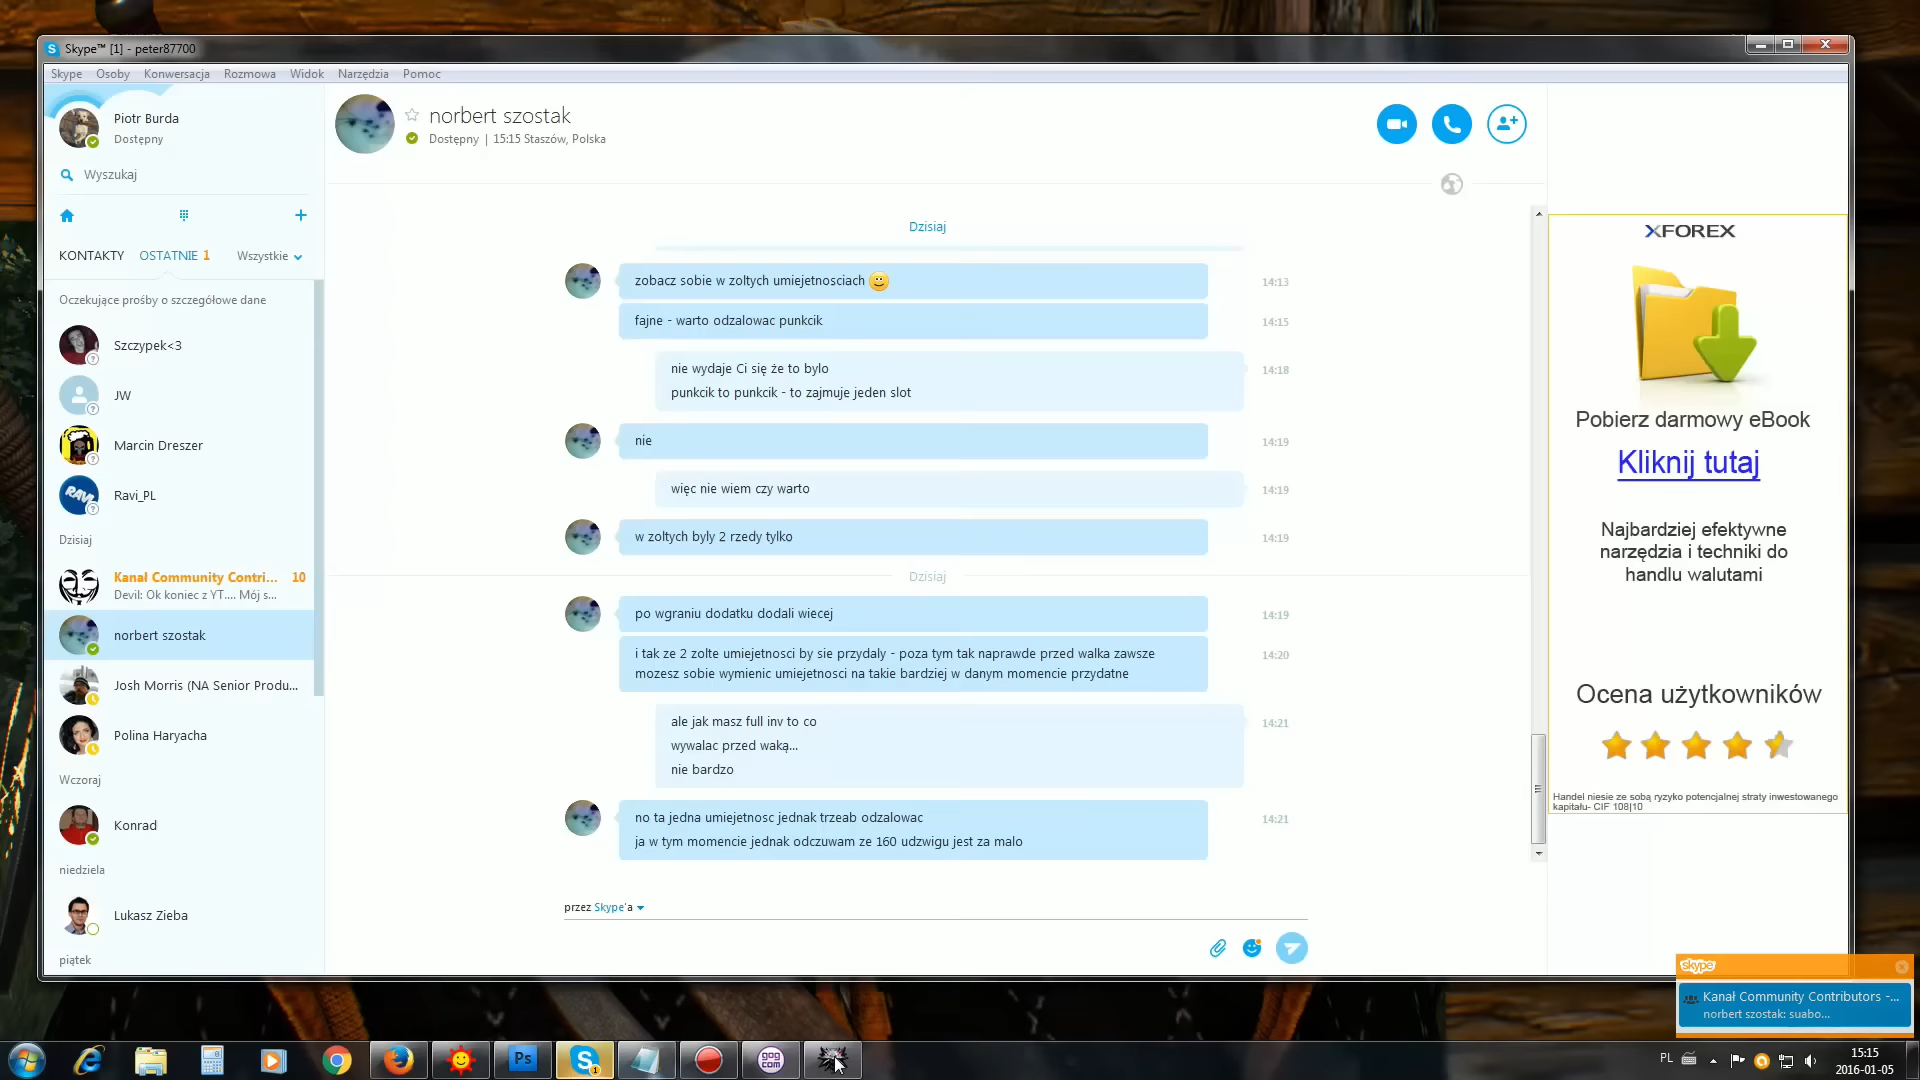 Skype™ [1] - peter87700
Skype Osoby Konwersacja Rozmowa Widok Narzędzia Pomoc
Piotr Burda
Dostępny
Wyszukaj
KONTAKTY OSTATNIE 1 Wszystkie
Oczekujące prośby o szczegółowe dane
Szczypek<3
JW
Marcin Dreszer
Ravi_PL
Dzisiaj
Kanał Community Contri... 10
Devil: Ok koniec z YT.... Mój s...
norbert szostak
Josh Morris (NA Senior Produ...
Polina Haryacha
Wczoraj
Konrad
niedziela
Lukasz Zieba
piątek
norbert szostak
Dostępny | 15:15 Staszów, Polska
Dzisiaj
zobacz sobie w zoltych umiejetnosciach 14:13
fajne - warto odzalowac punkcik 14:15
nie wydaje Ci się że to bylo 14:18
punkcik to punkcik - to zajmuje jeden slot
nie 14:19
więc nie wiem czy warto 14:19
w zoltych byly 2 rzedy tylko 14:19
Dzisiaj
po wgraniu dodatku dodali wiecej 14:19
i tak ze 2 zolte umiejetnosci by sie przydaly - poza tym tak naprawde przed walka zawsze 14:20
mozesz sobie wymienic umiejetnosci na takie bardziej w danym momencie przydatne
ale jak masz full inv to co 14:21
wywalac przed waką...
nie bardzo
no ta jedna umiejetnosc jednak trzeab odzalowac 14:21
ja w tym momencie jednak odczuwam ze 160 udzwigu jest za malo
przez Skype'a
XFOREX
Pobierz darmowy eBook
Kliknij tutaj
Najbardziej efektywne
narzędzia i techniki do
handlu walutami
Ocena użytkowników
Handel niesie ze sobą ryzyko potencjalnej straty inwestowanego
kapitału- CIF 108|10
skype
Kanał Community Contributors -...
norbert szostak: suabo...
Ps
GOG
COM
PL
15:15
2016-01-05